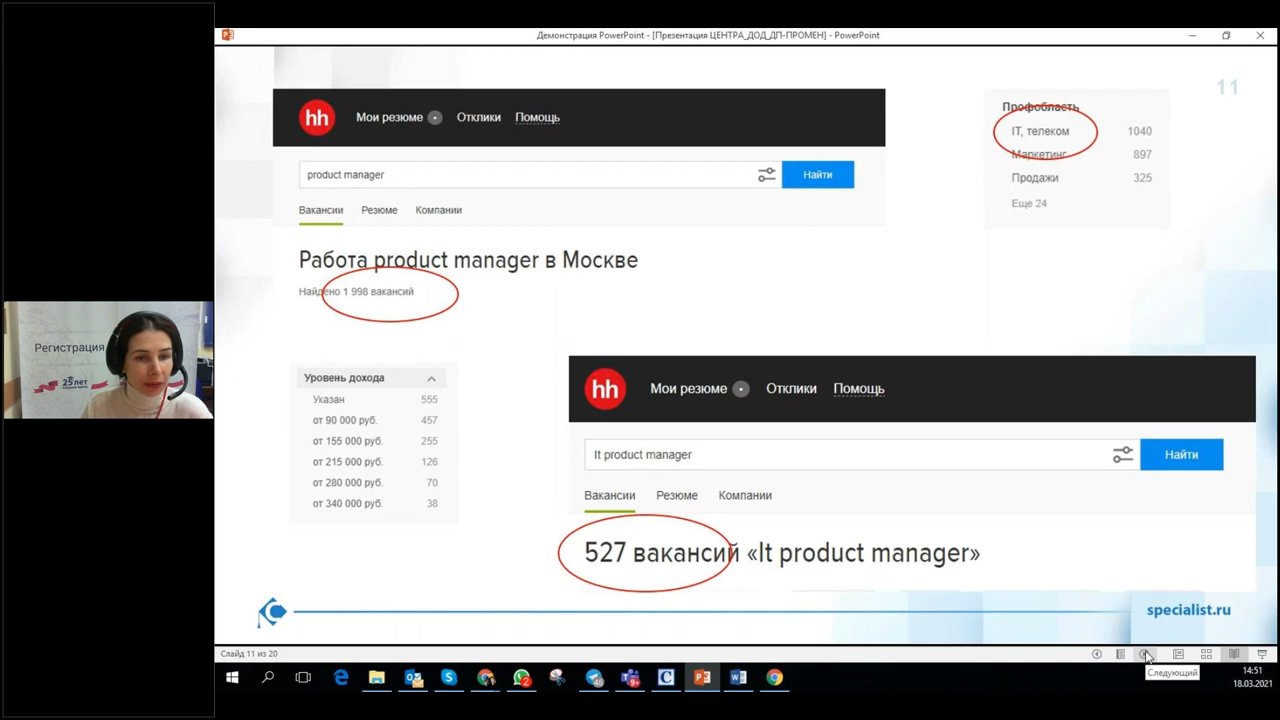 Демонстрация PowerPoint - [Презентация ЦЕНТРА_ДОД_ДП-ПРОМЕН] - PowerPoint
11
hh Мои резюме Отклики Помощь
product manager Найти
Вакансии Резюме Компании
Работа product manager в Москве
Найдено 1 998 вакансий
Профобласть
IT, телеком 1040
Маркетинг 897
Продажи 325
Еще 24
Регистрация
25 лет
Уровень дохода
Указан 555
от 90 000 руб. 457
от 155 000 руб. 255
от 215 000 руб. 126
от 280 000 руб. 70
от 340 000 руб. 38
hh Мои резюме Отклики Помощь
It product manager Найти
Вакансии Резюме Компании
527 вакансий «It product manager»
specialist.ru
Слайд 11 из 20
Следующий
14:51
18.03.2021